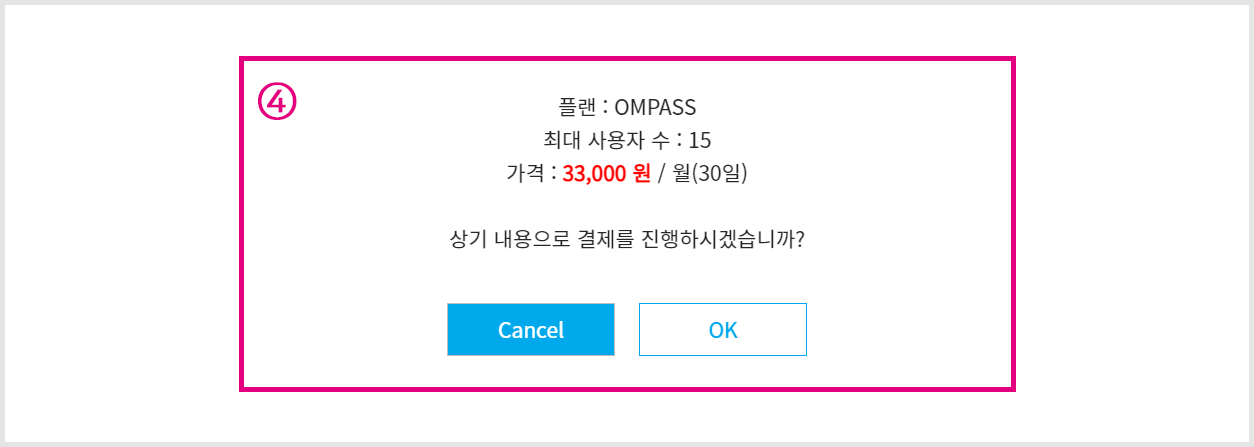 ④
플랜 : OMPASS
최대 사용자 수 : 15
가격 : 33,000 원 / 월(30일)
상기 내용으로 결제를 진행하시겠습니까?
Cancel OK